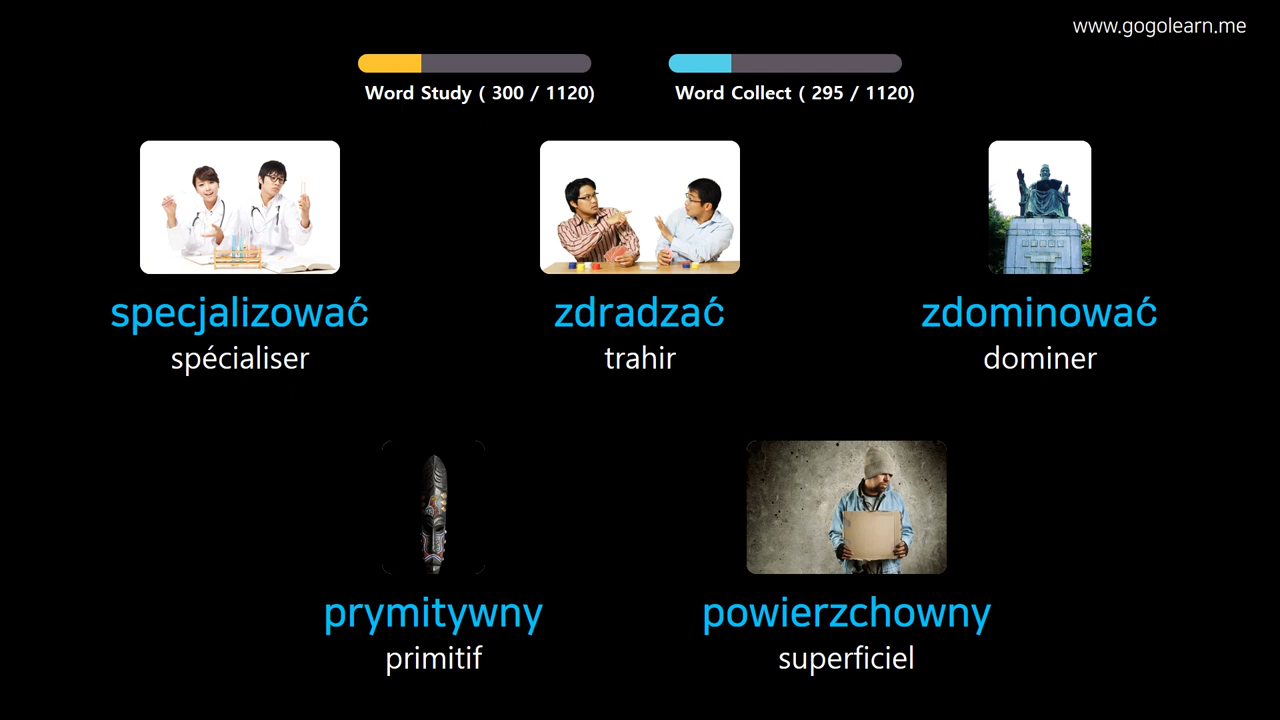 www.gogolearn.me
Word Study ( 300 / 1120)
Word Collect ( 295 / 1120)
specjalizować
spécialiser
zdradzać
trahir
zdominować
dominer
prymitywny
primitif
powierzchowny
superficiel